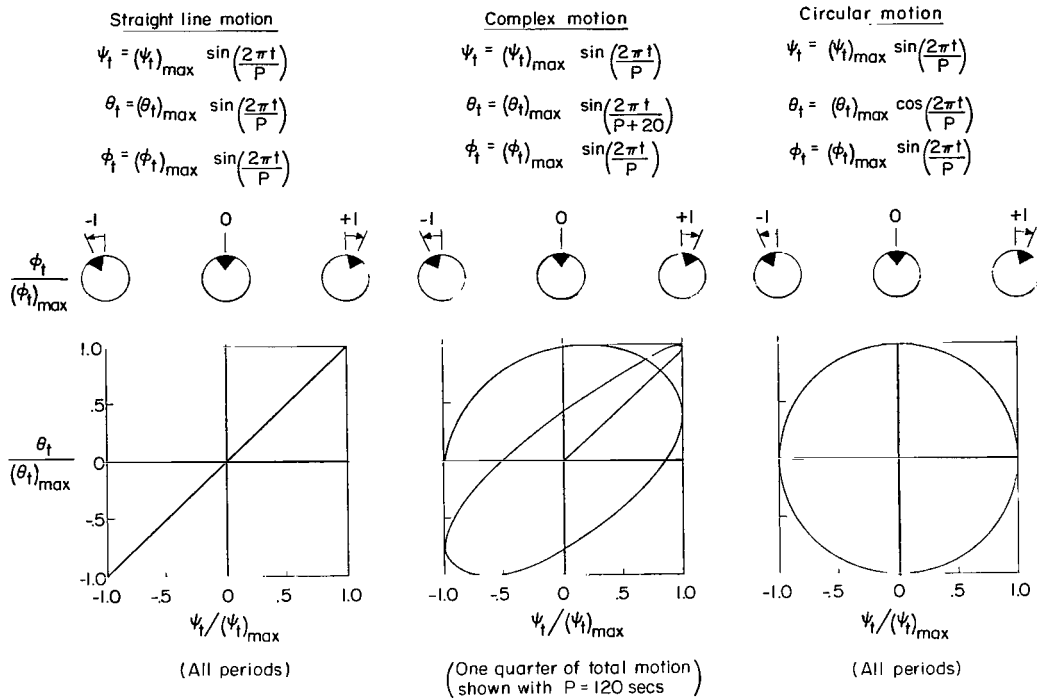 Straight line motion
ψt = (ψt)max sin(2πt/P)
θt = (θt)max sin(2πt/P)
φt = (φt)max sin(2πt/P)
Complex motion
ψt = (ψt)max sin(2πt/P)
θt = (θt)max sin(2πt/P+20)
φt = (φt)max sin(2πt/P)
Circular motion
ψt = (ψt)max sin(2πt/P)
θt = (θt)max cos(2πt/P)
φt = (φt)max sin(2πt/P)
φt/(φt)max
-1 0 +1
-1 0 +1
-1 0 +1
θt/(θt)max
1.0
.5
0
-.5
-1.0
-1.0 0 .5 1.0
ψt/(ψt)max
(All periods)
-1.0 0 .5 1.0
ψt/(ψt)max
(One quarter of total motion
shown with P = 120 secs)
-1.0 0 .5 1.0
ψt/(ψt)max
(All periods)